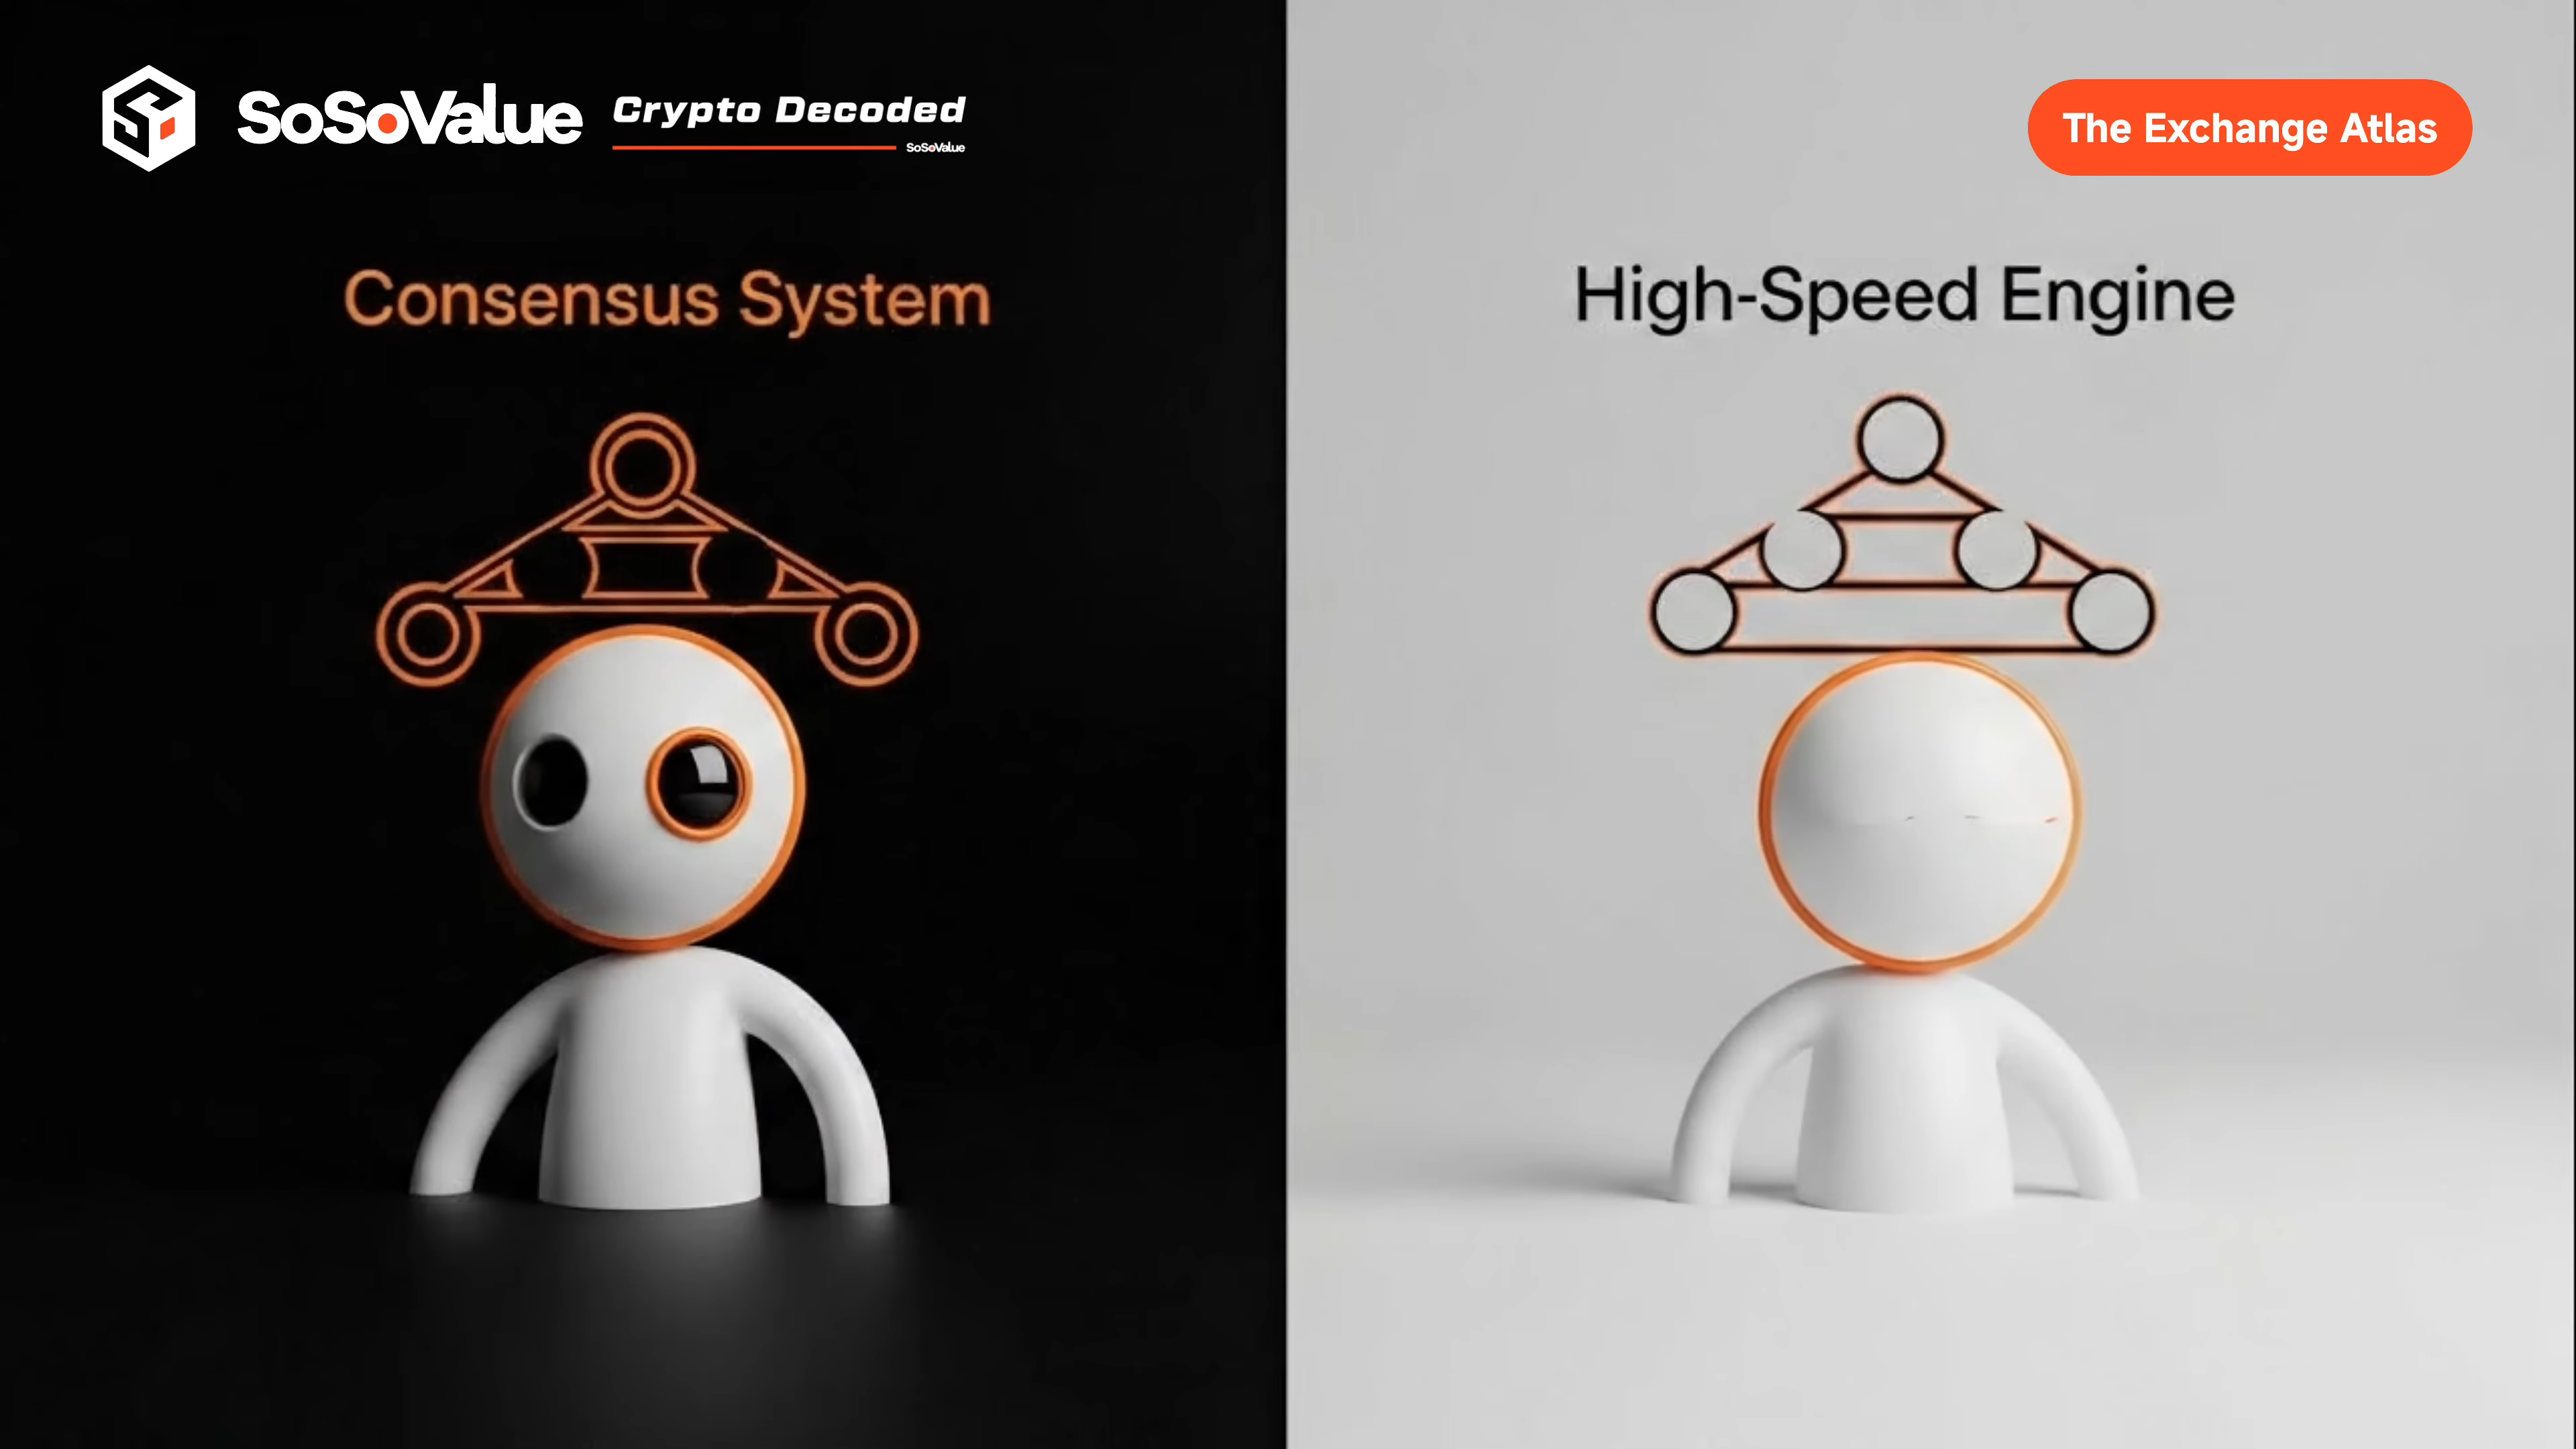 SoSoValue
Crypto Decoded
SoSoValue
The Exchange Atlas
Consensus System
High-Speed Engine